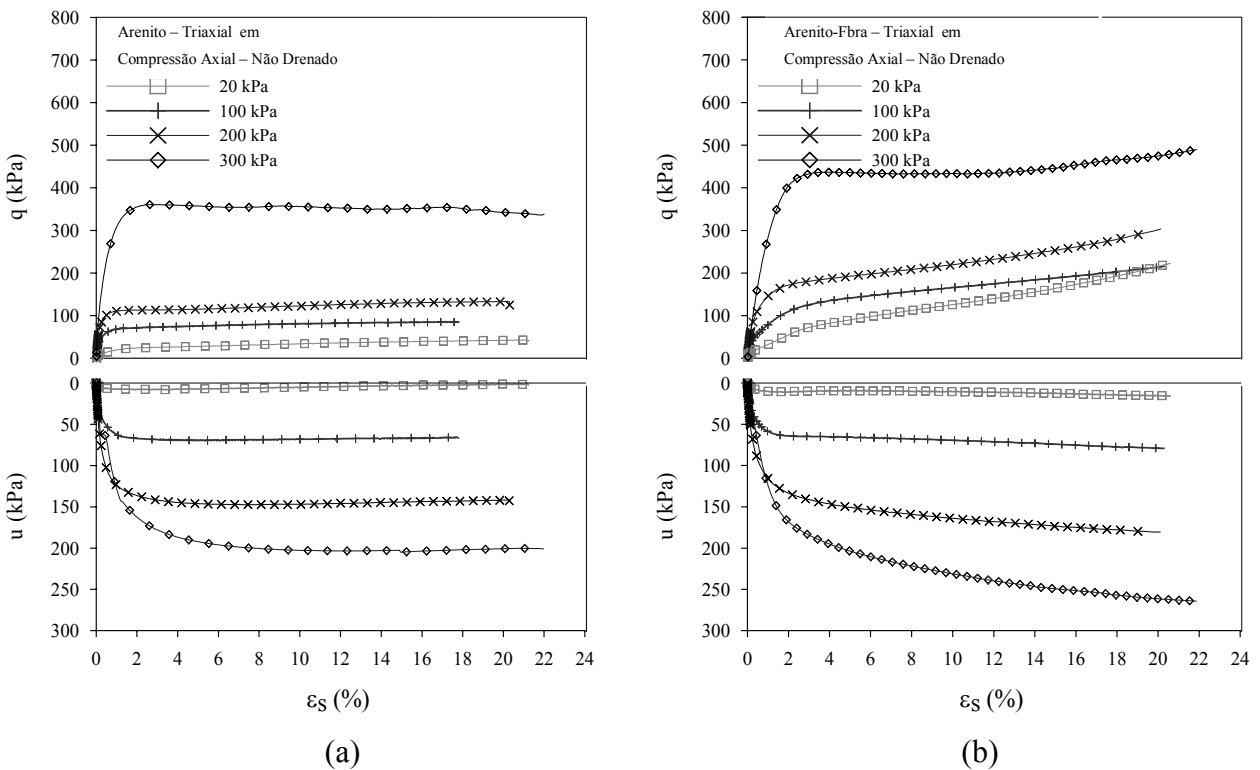 800
700
600
500
400
300
200
100
0
q (kPa)
Arenito – Triaxial em
Compressão Axial – Não Drenado
20 kPa
100 kPa
200 kPa
300 kPa
0
50
100
150
200
250
300
u (kPa)
0 2 4 6 8 10 12 14 16 18 20 22 24
εs (%)
(a)
800
700
600
500
400
300
200
100
0
q (kPa)
Arenito-Fbra – Triaxial em
Compressão Axial – Não Drenado
20 kPa
100 kPa
200 kPa
300 kPa
0
50
100
150
200
250
300
u (kPa)
0 2 4 6 8 10 12 14 16 18 20 22 24
εs (%)
(b)